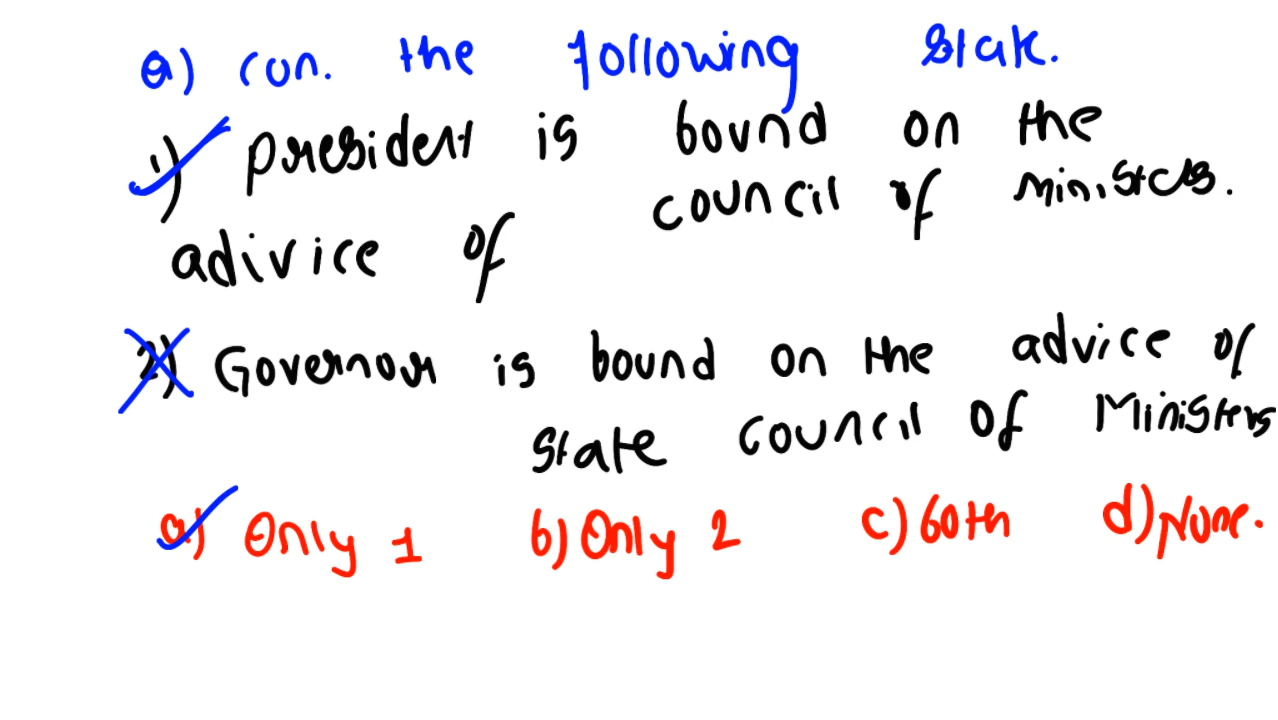 Q) con. the following state.
1) president is bound on the
adivice of council of ministers.
2) Governor is bound on the advice of
state council of Ministers
a) Only 1 b) Only 2 c) both d) None.